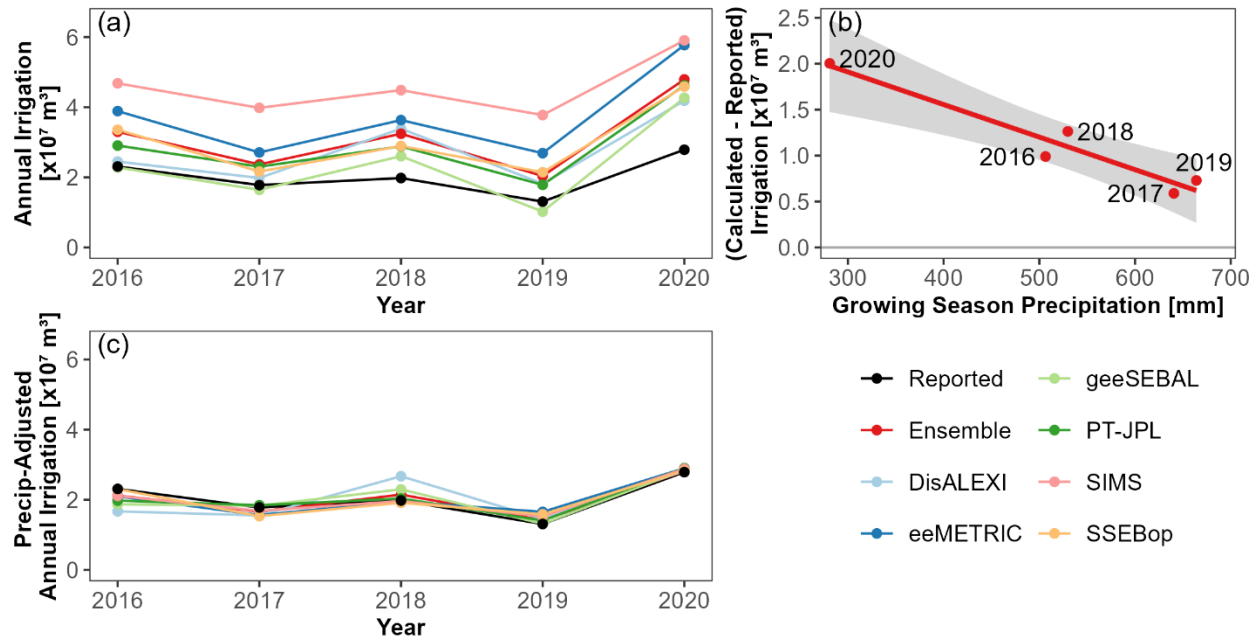 (a)
Annual Irrigation
[x10⁷ m³]
6
4
2
0
2016 2017 2018 2019 2020
Year
(b)
(Calculated - Reported)
Irrigation [x10⁷ m³]
2.5
2.0
1.5
1.0
0.5
0.0
2020
2018
2016
2019
2017
300 400 500 600 700
Growing Season Precipitation [mm]
(c)
Precip-Adjusted
Annual Irrigation [x10⁷ m³]
6
4
2
0
2016 2017 2018 2019 2020
Year
Reported geeSEBAL
Ensemble PT-JPL
DisALEXI SIMS
eeMETRIC SSEBop